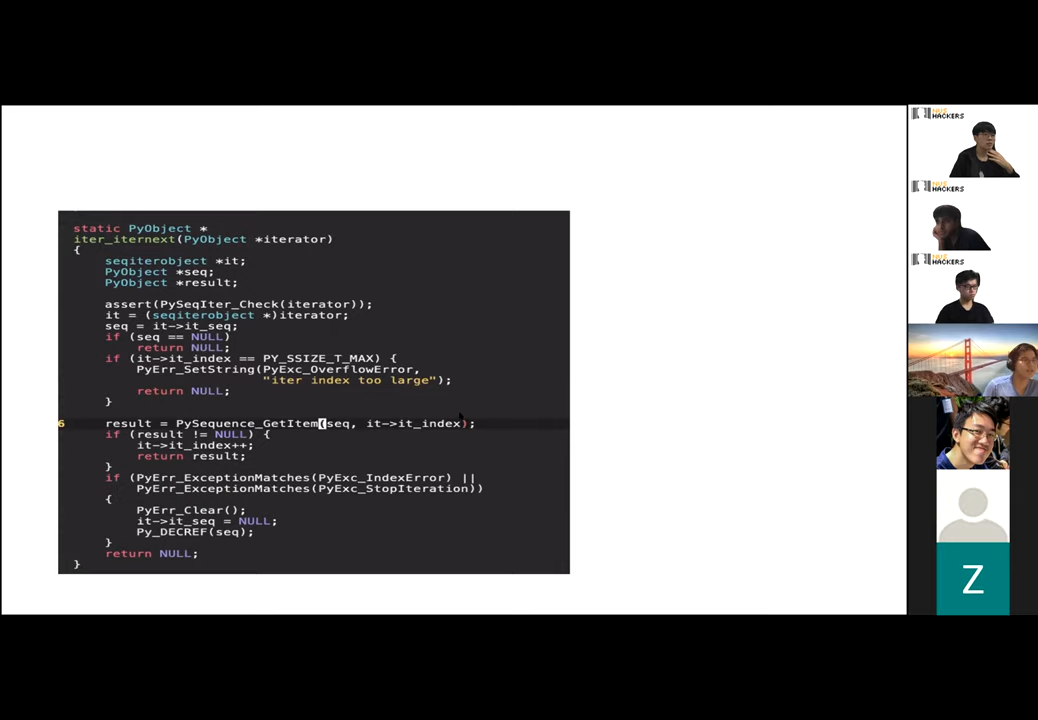 static PyObject *
iter_iternext(PyObject *iterator)
{
seqiterobject *it;
PyObject *seq;
PyObject *result;
assert(PySeqIter_Check(iterator));
it = (seqiterobject *)iterator;
seq = it->it_seq;
if (seq == NULL)
return NULL;
if (it->it_index == PY_SSIZE_T_MAX) {
PyErr_SetString(PyExc_OverflowError,
"iter index too large");
return NULL;
}
6 result = PySequence_GetItem(seq, it->it_index);
if (result != NULL) {
it->it_index++;
return result;
}
if (PyErr_ExceptionMatches(PyExc_IndexError) ||
PyErr_ExceptionMatches(PyExc_StopIteration))
{
PyErr_Clear();
it->it_seq = NULL;
Py_DECREF(seq);
}
return NULL;
}
NUS
HACKERS
HACKERS
HACKERS
Z